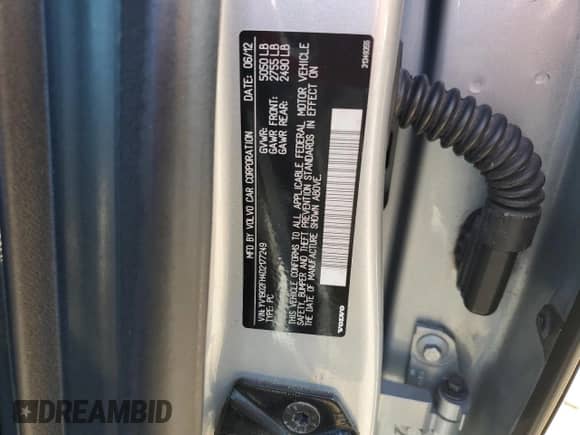 MFD BY VOLVO CAR CORPORATION DATE: 06/12
GVWR: 5050 LB
GAWR FRONT: 2755 LB
GAWR REAR: 2490 LB
THIS VEHICLE CONFORMS TO ALL APPLICABLE FEDERAL MOTOR VEHICLE
SAFETY, BUMPER AND THEFT PREVENTION STANDARDS IN EFFECT ON
THE DATE OF MANUFACTURE SHOWN ABOVE.
TYPE: PC
VOLVO
DREAMBID